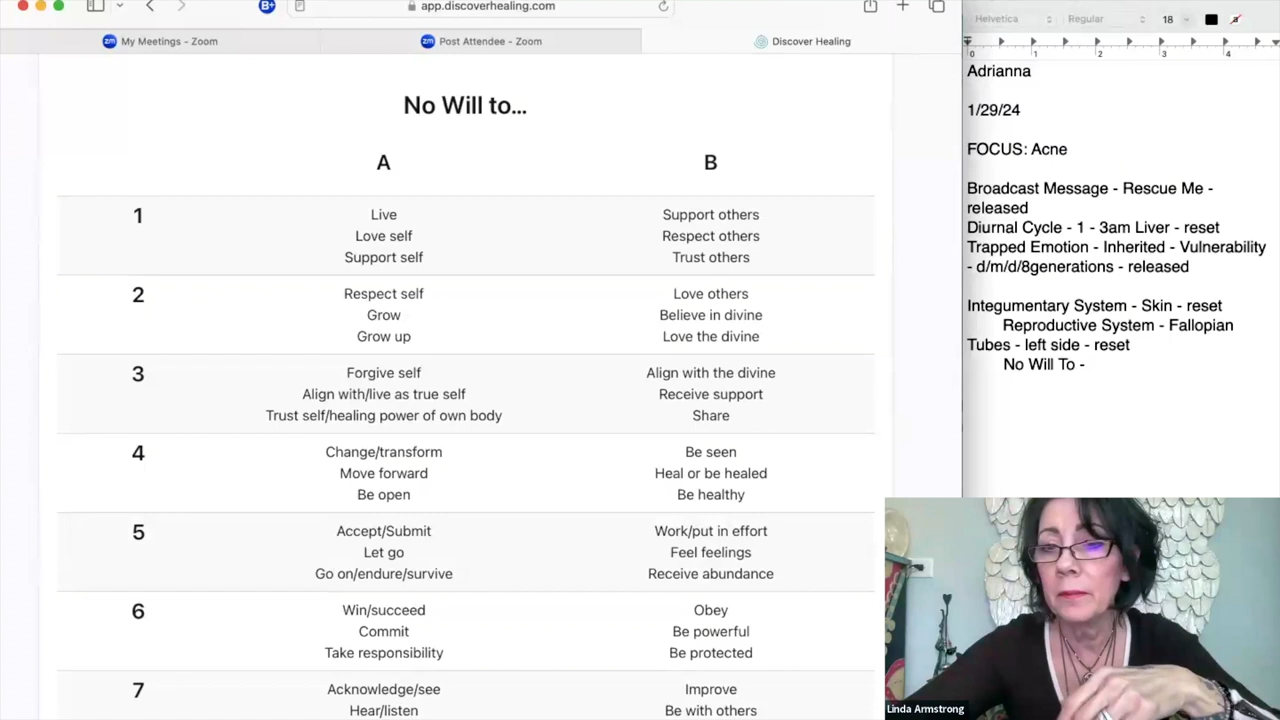 app.discoverhealing.com
My Meetings - Zoom
Post Attendee - Zoom
Discover Healing
Helvetica Regular 18
0 1 2 3 4
No Will to...
A B
1
Live Support others
Love self Respect others
Support self Trust others
2
Respect self Love others
Grow Believe in divine
Grow up Love the divine
3
Forgive self Align with the divine
Align with/live as true self Receive support
Trust self/healing power of own body Share
4
Change/transform Be seen
Move forward Heal or be healed
Be open Be healthy
5
Accept/Submit Work/put in effort
Let go Feel feelings
Go on/endure/survive Receive abundance
6
Win/succeed Obey
Commit Be powerful
Take responsibility Be protected
7
Acknowledge/see Improve
Hear/listen Be with others
Adrianna
1/29/24
FOCUS: Acne
Broadcast Message - Rescue Me -
released
Diurnal Cycle - 1 - 3am Liver - reset
Trapped Emotion - Inherited - Vulnerability
- d/m/d/8generations - released
Integumentary System - Skin - reset
Reproductive System - Fallopian
Tubes - left side - reset
No Will To -
Linda Armstrong